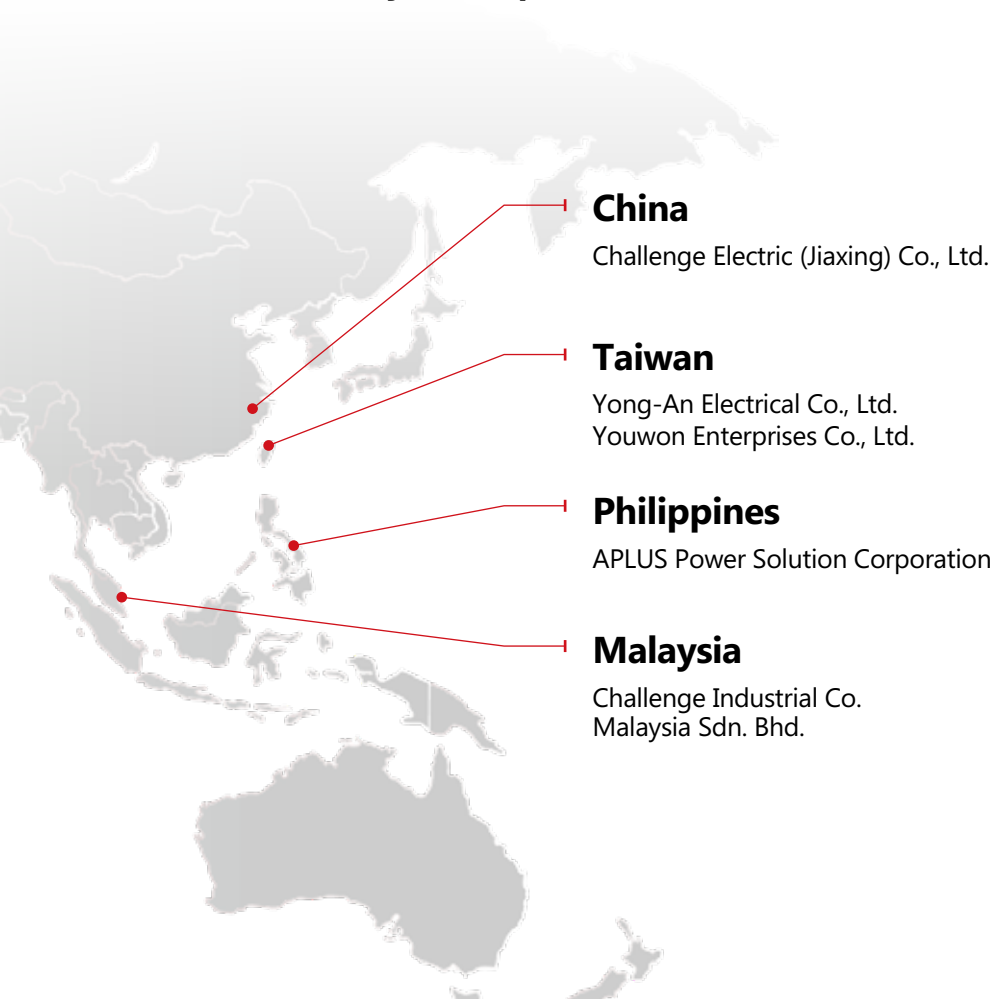 China
Challenge Electric (Jiaxing) Co., Ltd.
Taiwan
Yong-An Electrical Co., Ltd.
Youwon Enterprises Co., Ltd.
Philippines
APLUS Power Solution Corporation
Malaysia
Challenge Industrial Co.
Malaysia Sdn. Bhd.